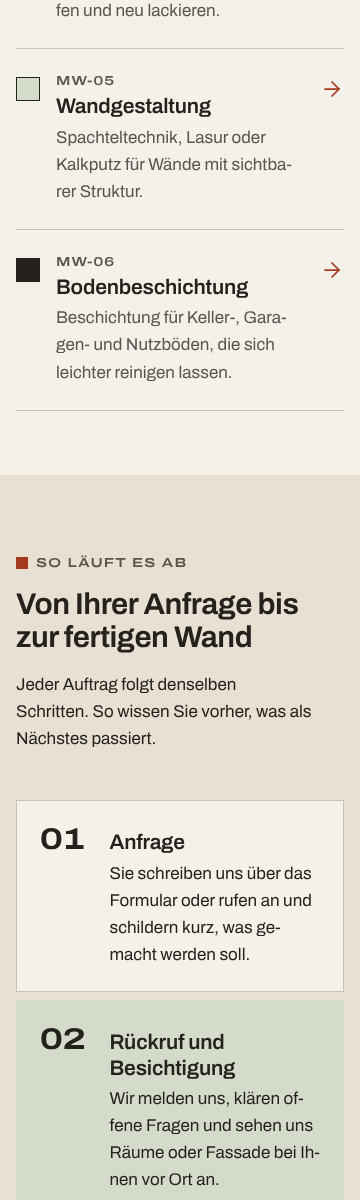 fen und neu lackieren.
MW-05
Wandgestaltung
Spachteltechnik, Lasur oder
Kalkputz für Wände mit sichtba-
rer Struktur.
MW-06
Bodenbeschichtung
Beschichtung für Keller-, Gara-
gen- und Nutzböden, die sich
leichter reinigen lassen.
SO LÄUFT ES AB
Von Ihrer Anfrage bis
zur fertigen Wand
Jeder Auftrag folgt denselben
Schritten. So wissen Sie vorher, was als
Nächstes passiert.
01
Anfrage
Sie schreiben uns über das
Formular oder rufen an und
schildern kurz, was ge-
macht werden soll.
02
Rückruf und
Besichtigung
Wir melden uns, klären of-
fene Fragen und sehen uns
Räume oder Fassade bei Ih-
nen vor Ort an.